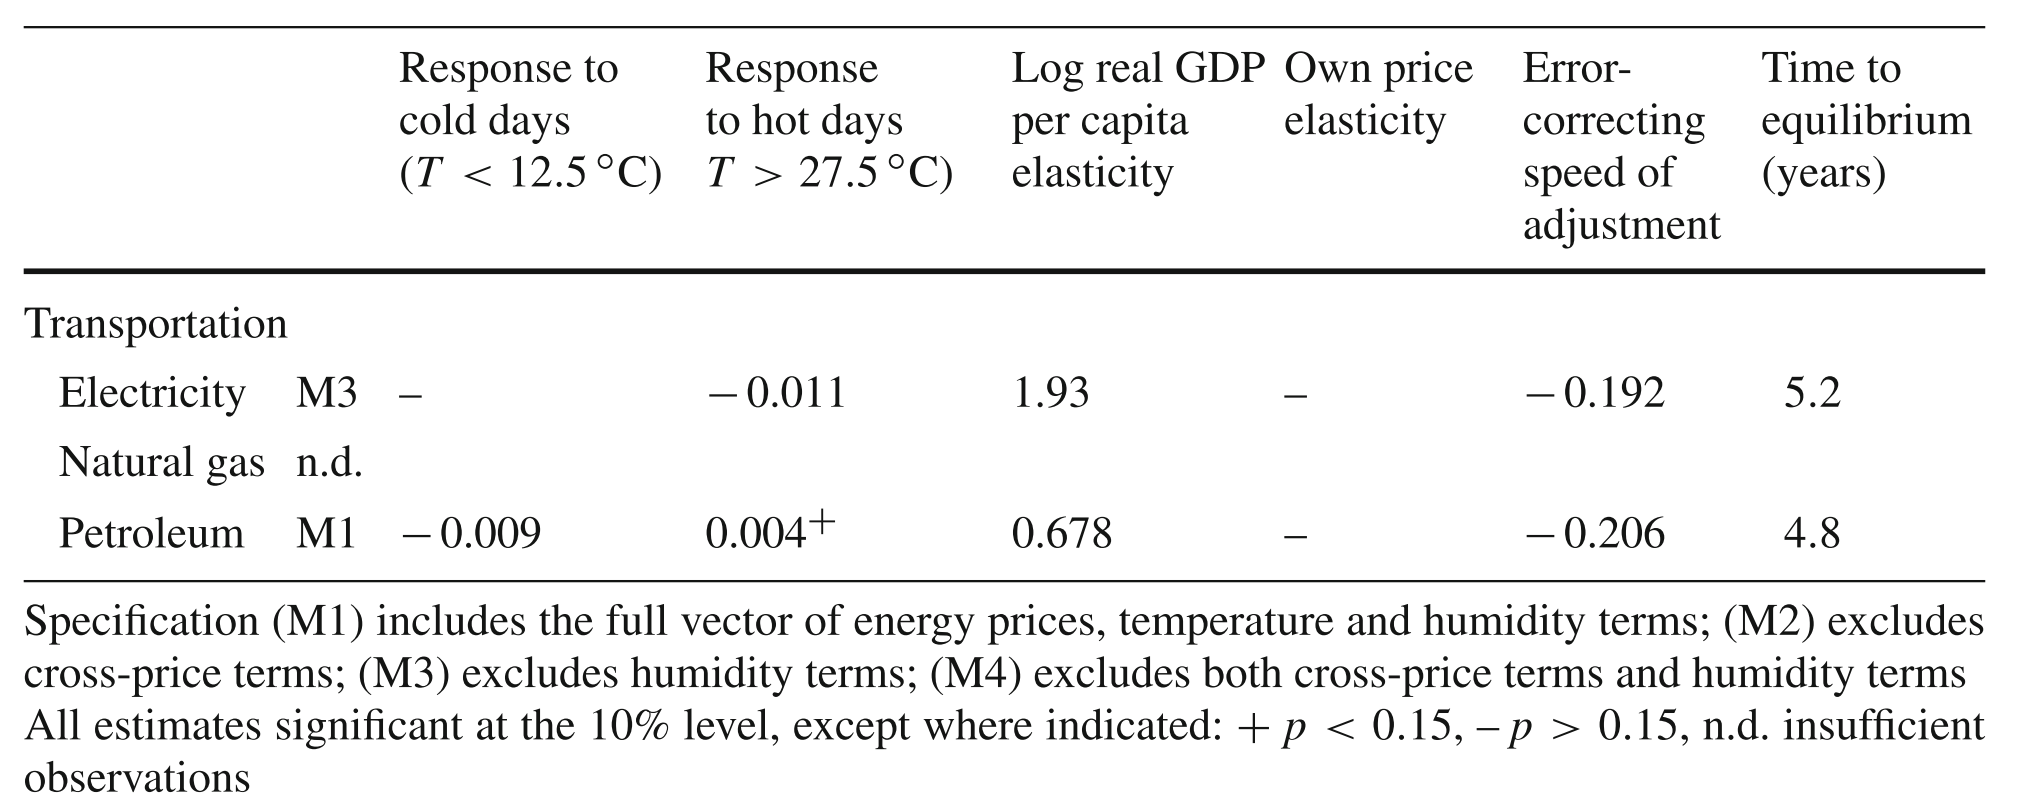 Response to Response Log real GDP Own price Error- Time to
cold days to hot days per capita elasticity correcting equilibrium
(T < 12.5 °C) T > 27.5 °C) elasticity speed of (years)
adjustment
Transportation
Electricity M3 – −0.011 1.93 – −0.192 5.2
Natural gas n.d.
Petroleum M1 −0.009 0.004+ 0.678 – −0.206 4.8
Specification (M1) includes the full vector of energy prices, temperature and humidity terms; (M2) excludes
cross-price terms; (M3) excludes humidity terms; (M4) excludes both cross-price terms and humidity terms
All estimates significant at the 10% level, except where indicated: + p < 0.15, – p > 0.15, n.d. insufficient
observations